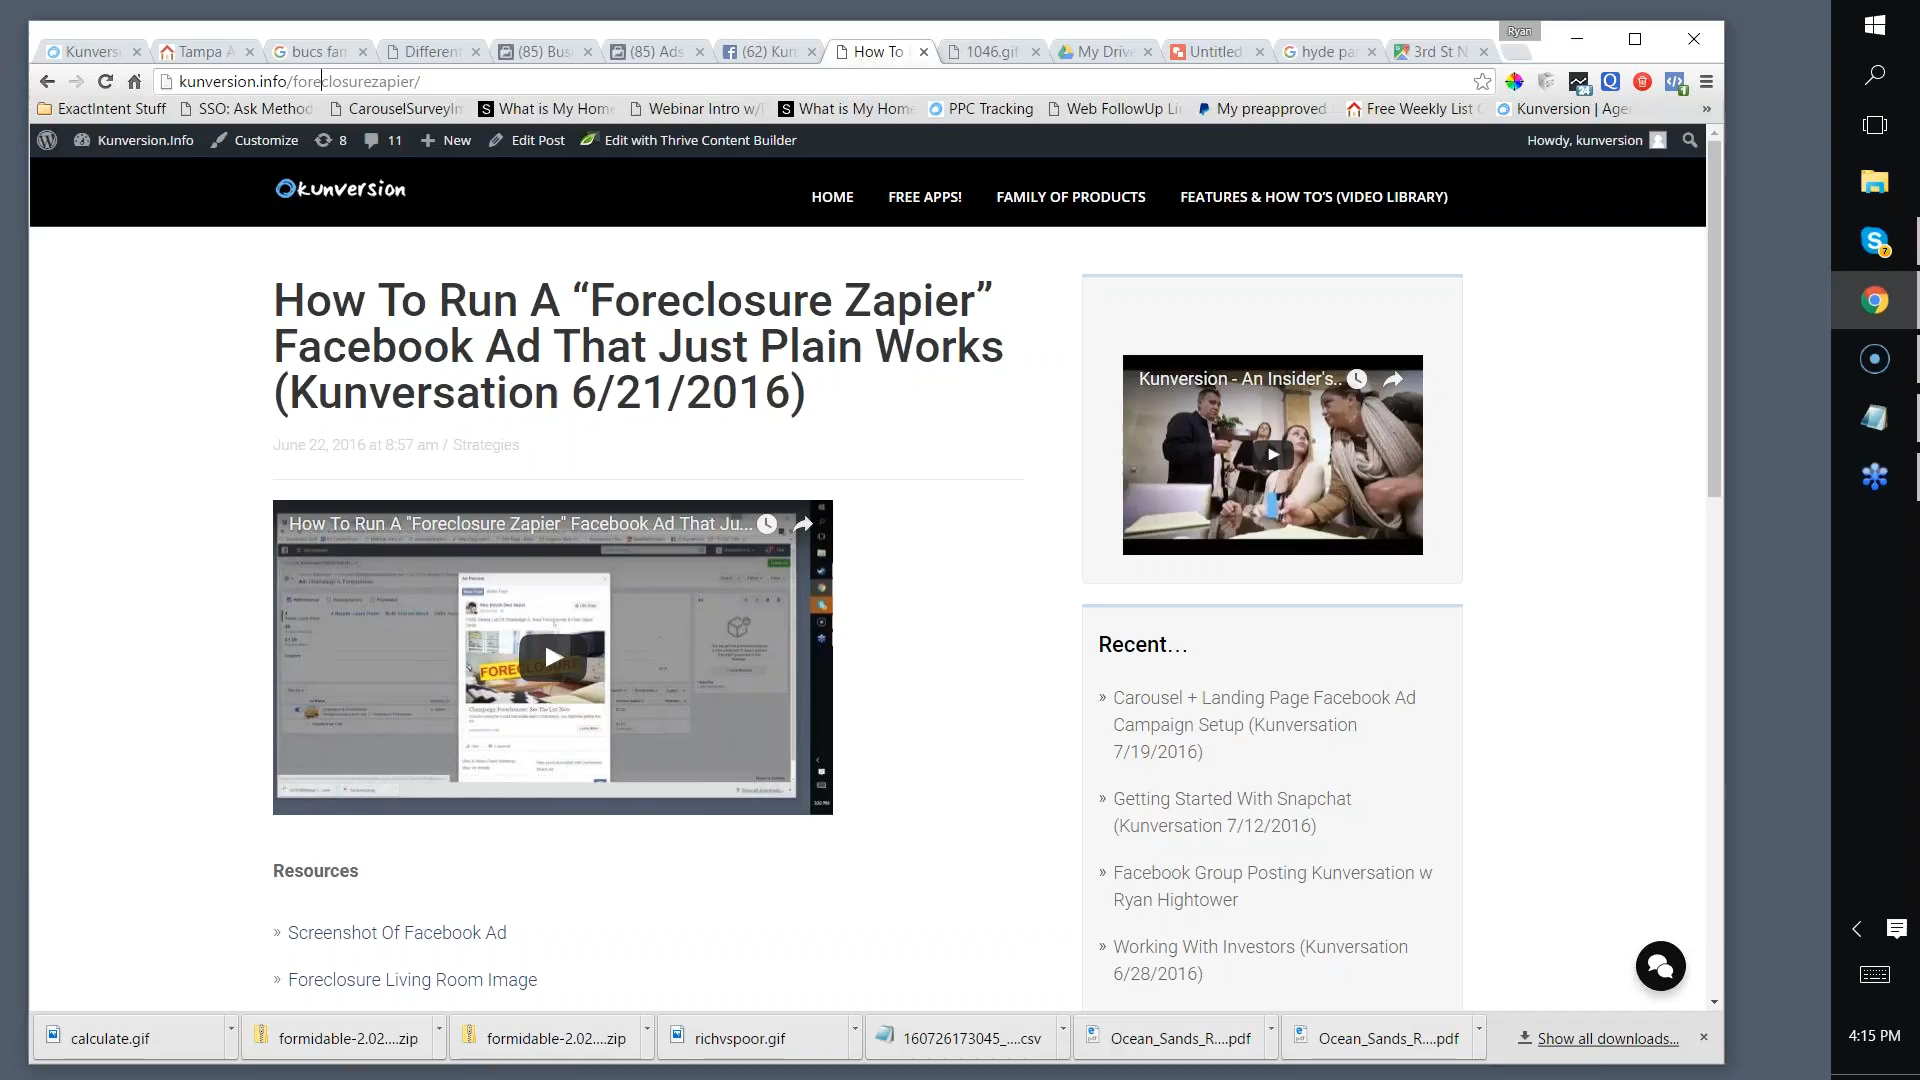 Ryan
Kunvers
Tampa A
bucs fan
Different
(85) Bus
(85) Ads
(62) Kun
How To
1046.gif
My Drive
Untitled
hyde pa
3rd St N
kunversion.info/foreclosurezapier/
ExactIntent Stuff
SSO: Ask Method
CarouselSurveyIm
What is My Home
Webinar Intro w/
What is My Home
PPC Tracking
Web FollowUp Li
My preapproved
Free Weekly List
Kunversion | Age
»
Kunversion.Info
Customize
8
11
New
Edit Post
Edit with Thrive Content Builder
Howdy, kunversion
kunversion
HOME
FREE APPS!
FAMILY OF PRODUCTS
FEATURES & HOW TO'S (VIDEO LIBRARY)
How To Run A “Foreclosure Zapier”
Facebook Ad That Just Plain Works
(Kunversation 6/21/2016)
June 22, 2016 at 8:57 am / Strategies
How To Run A "Foreclosure Zapier" Facebook Ad That Ju...
FORECLOSURE
Resources
» Screenshot Of Facebook Ad
» Foreclosure Living Room Image
Kunversion - An Insider's..
Recent…
» Carousel + Landing Page Facebook Ad
Campaign Setup (Kunversation
7/19/2016)
» Getting Started With Snapchat
(Kunversation 7/12/2016)
» Facebook Group Posting Kunversation w
Ryan Hightower
» Working With Investors (Kunversation
6/28/2016)
calculate.gif
formidable-2.02....zip
formidable-2.02....zip
richvspoor.gif
160726173045_....csv
Ocean_Sands_R....pdf
Ocean_Sands_R....pdf
Show all downloads...
4:15 PM